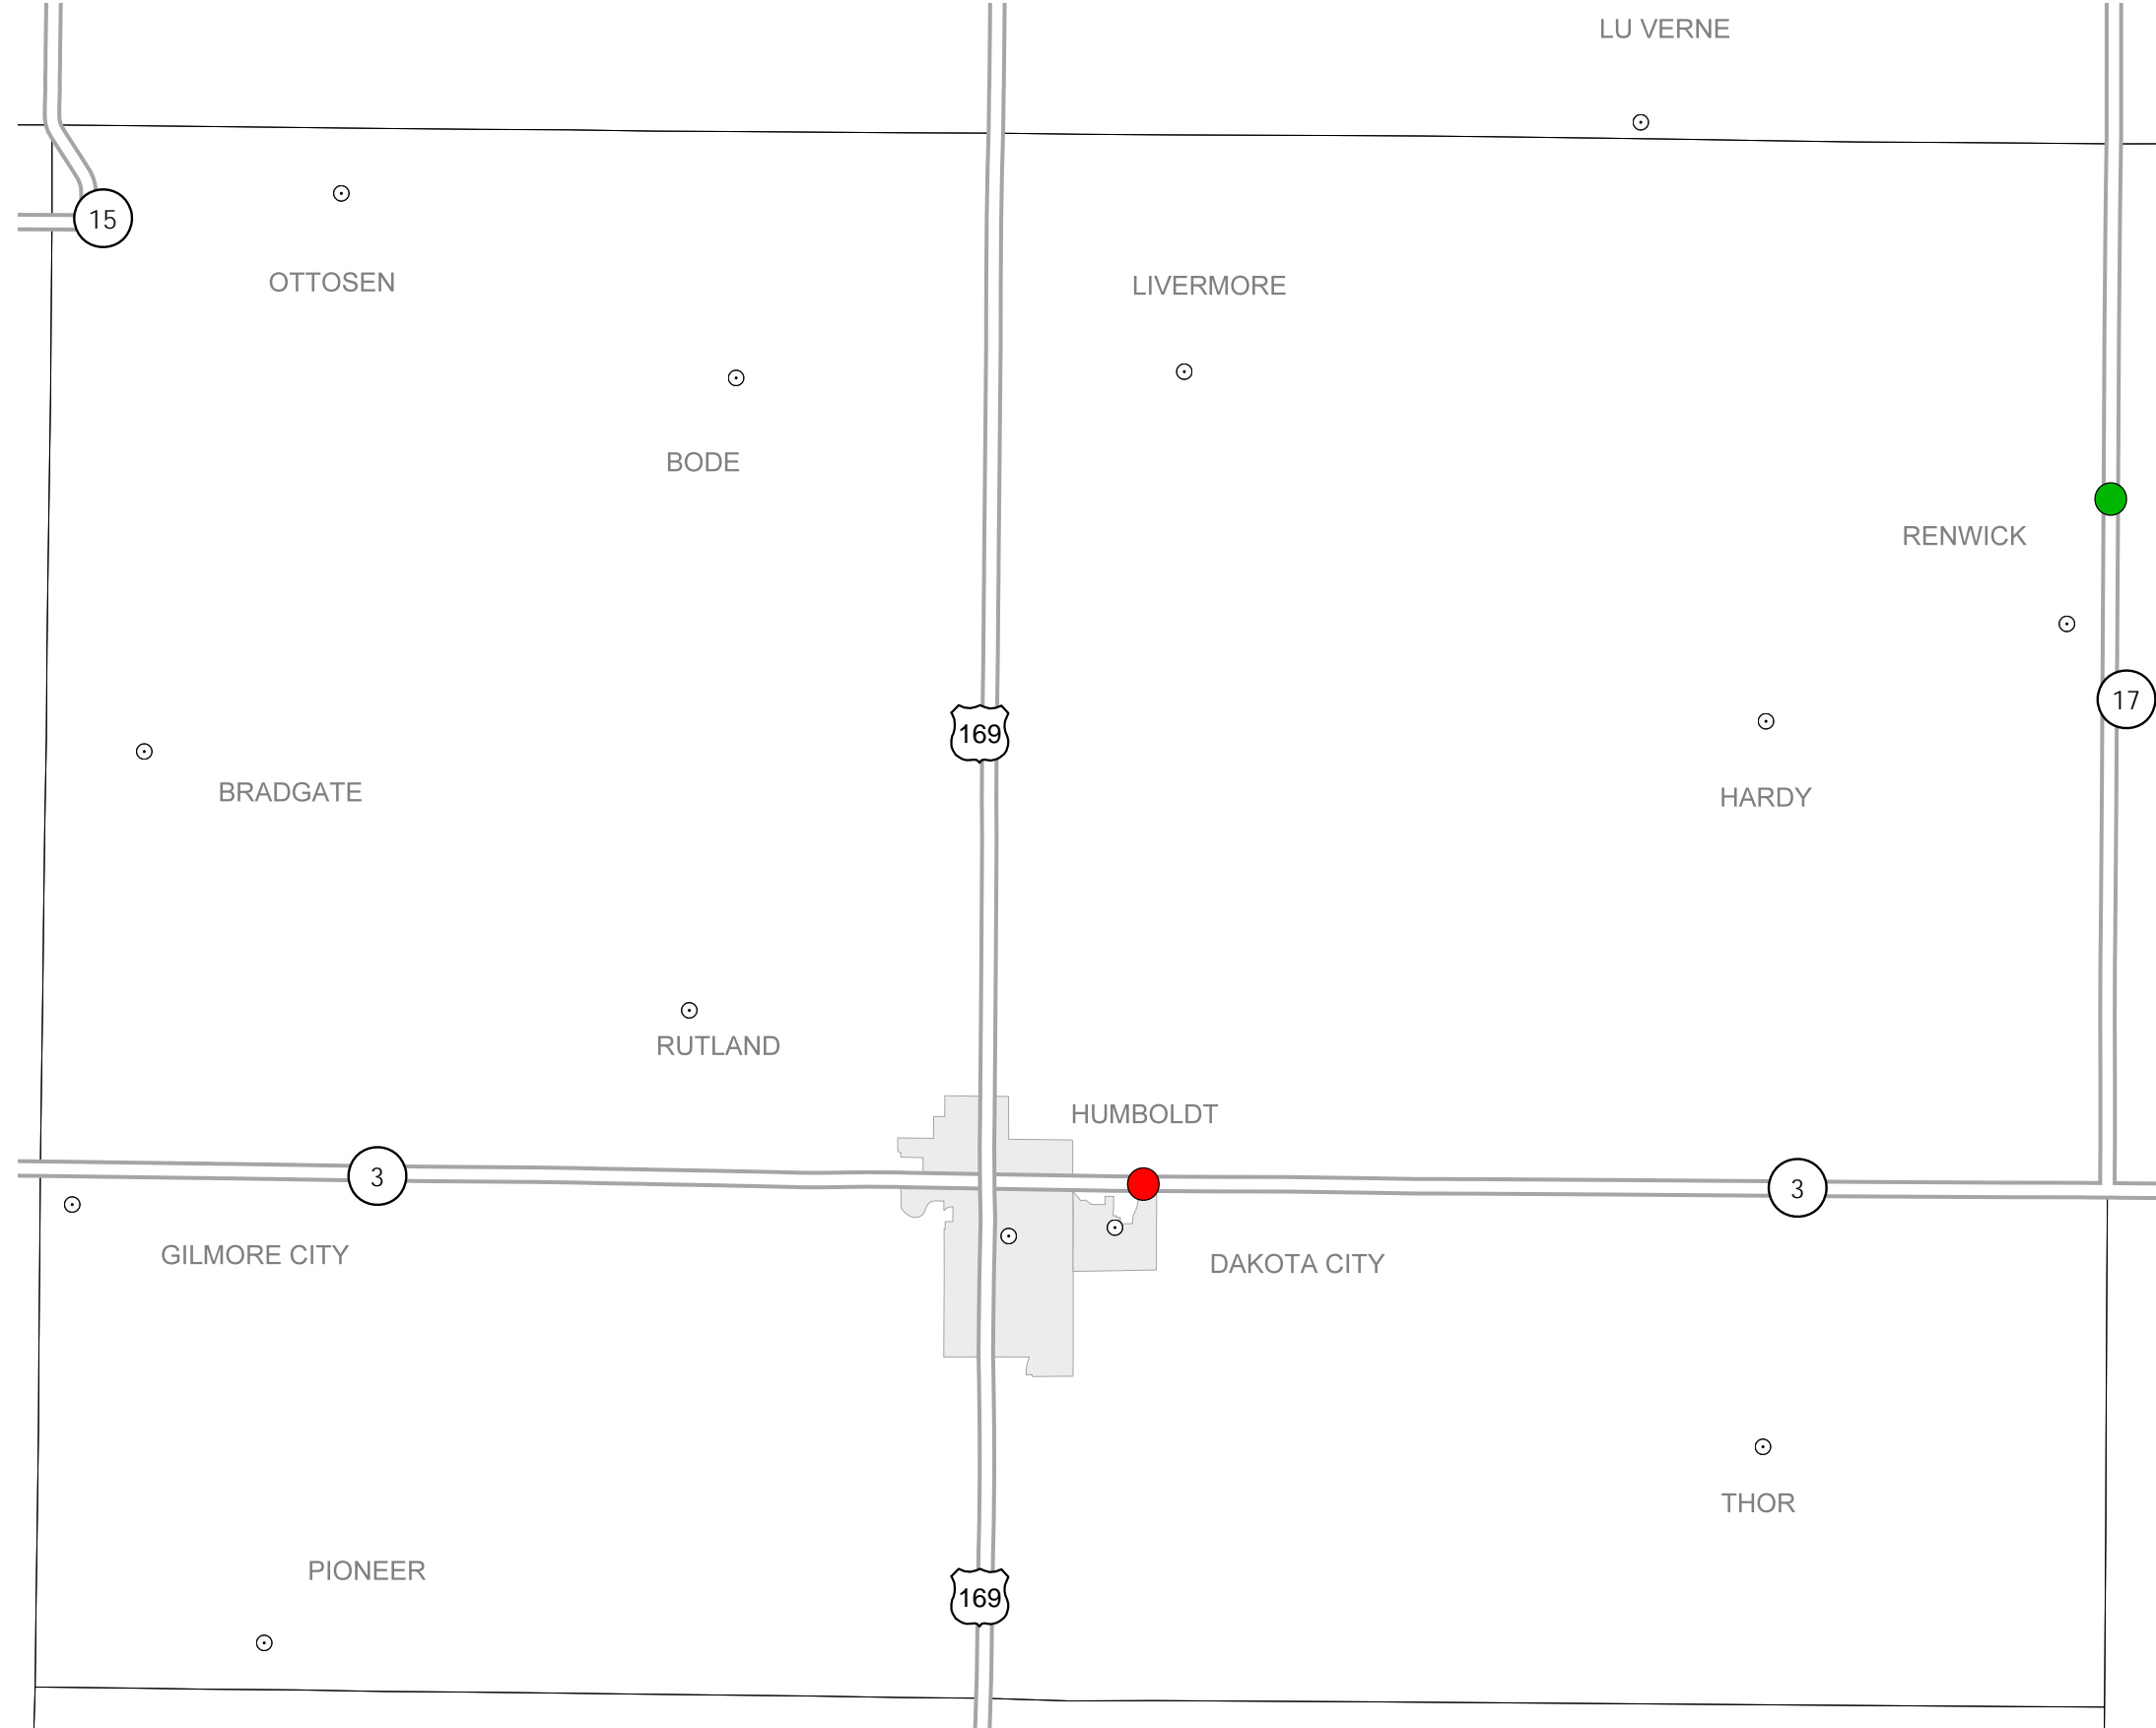 LU VERNE
15
OTTOSEN
LIVERMORE
BODE
RENWICK
17
169
BRADGATE
HARDY
RUTLAND
HUMBOLDT
3
3
GILMORE CITY
DAKOTA CITY
THOR
PIONEER
169